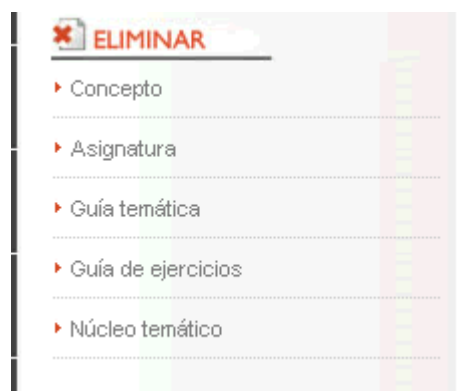 ELIMINAR
Concepto
Asignatura
Guía temática
Guía de ejercicios
Núcleo temático